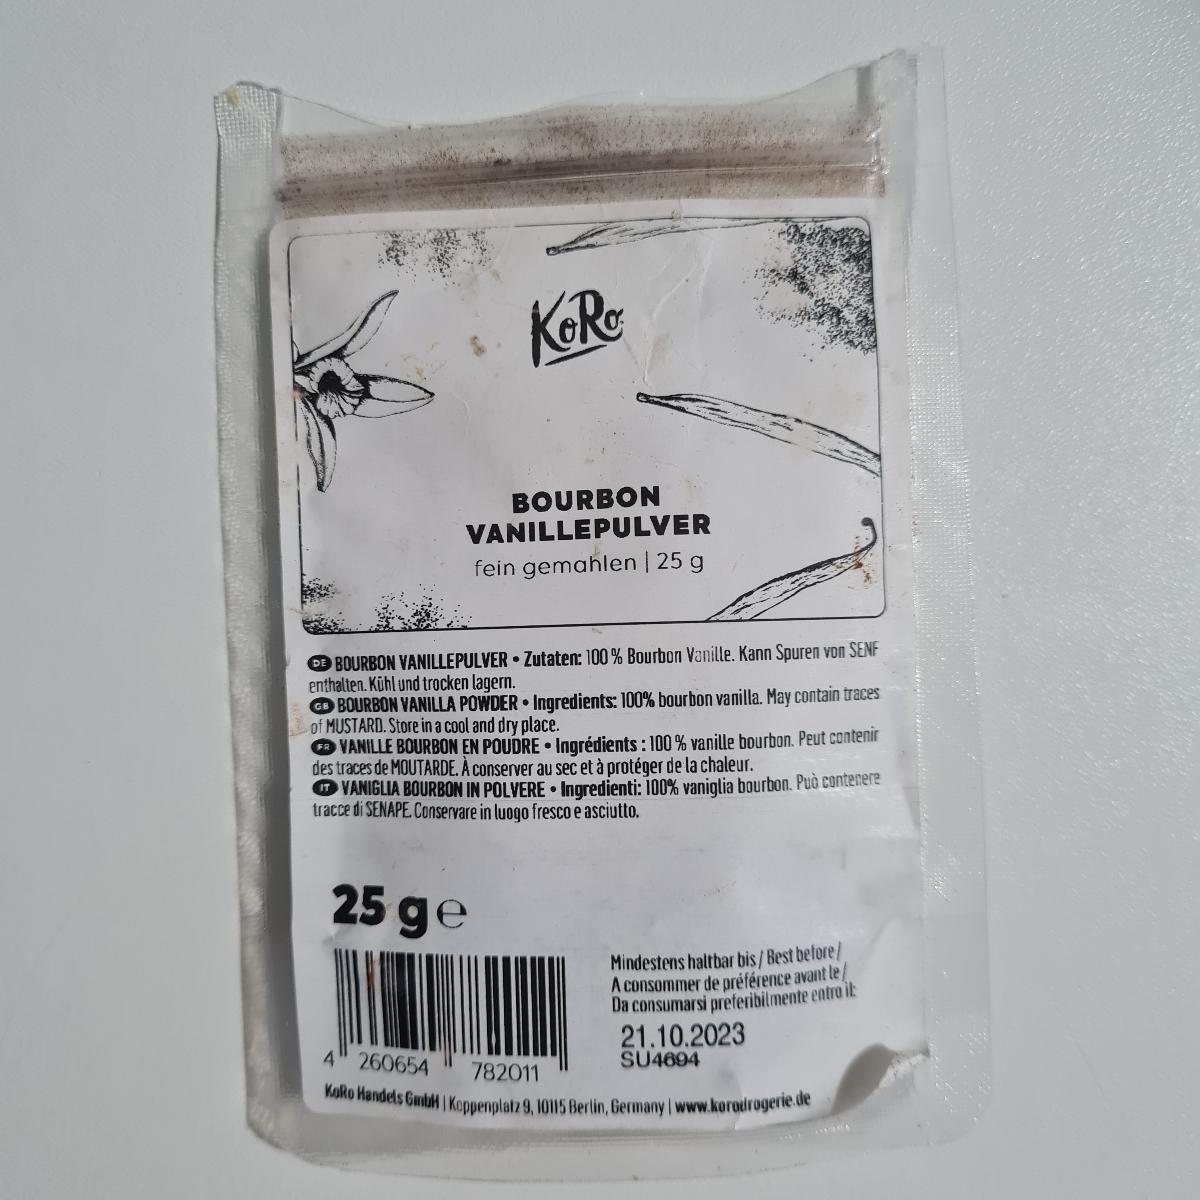 KoRo
BOURBON
VANILLEPULVER
fein gemahlen | 25 g
DE BOURBON VANILLEPULVER • Zutaten: 100 % Bourbon Vanille. Kann Spuren von SENF
enthalten. Kühl und trocken lagern.
GB BOURBON VANILLA POWDER • Ingredients: 100% bourbon vanilla. May contain traces
of MUSTARD. Store in a cool and dry place.
FR VANILLE BOURBON EN POUDRE • Ingrédients : 100 % vanille bourbon. Peut contenir
des traces de MOUTARDE. À conserver au sec et à protéger de la chaleur.
IT VANIGLIA BOURBON IN POLVERE • Ingredienti: 100% vaniglia bourbon. Può contenere
tracce di SENAPE. Conservare in luogo fresco e asciutto.
25 g e
Mindestens haltbar bis / Best before /
A consommer de préférence avant le /
Da consumarsi preferibilmente entro il:
21.10.2023
SU4694
4 260654 782011
KoRo Handels GmbH | Koppenplatz 9, 10115 Berlin, Germany | www.korodrogerie.de